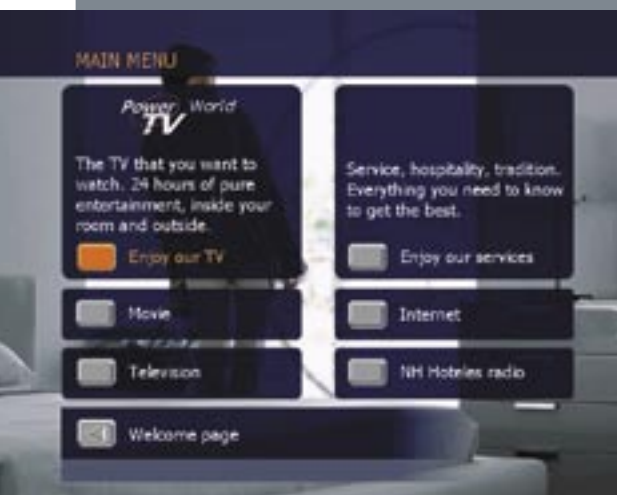 MAIN MENU
Power World
TV
The TV that you want to
watch. 24 hours of pure
entertainment, inside your
room and outside.
Enjoy our TV
Service, hospitality, tradition.
Everything you need to know
to get the best.
Enjoy our services
Movie
Internet
Television
NH Hoteles radio
Welcome page